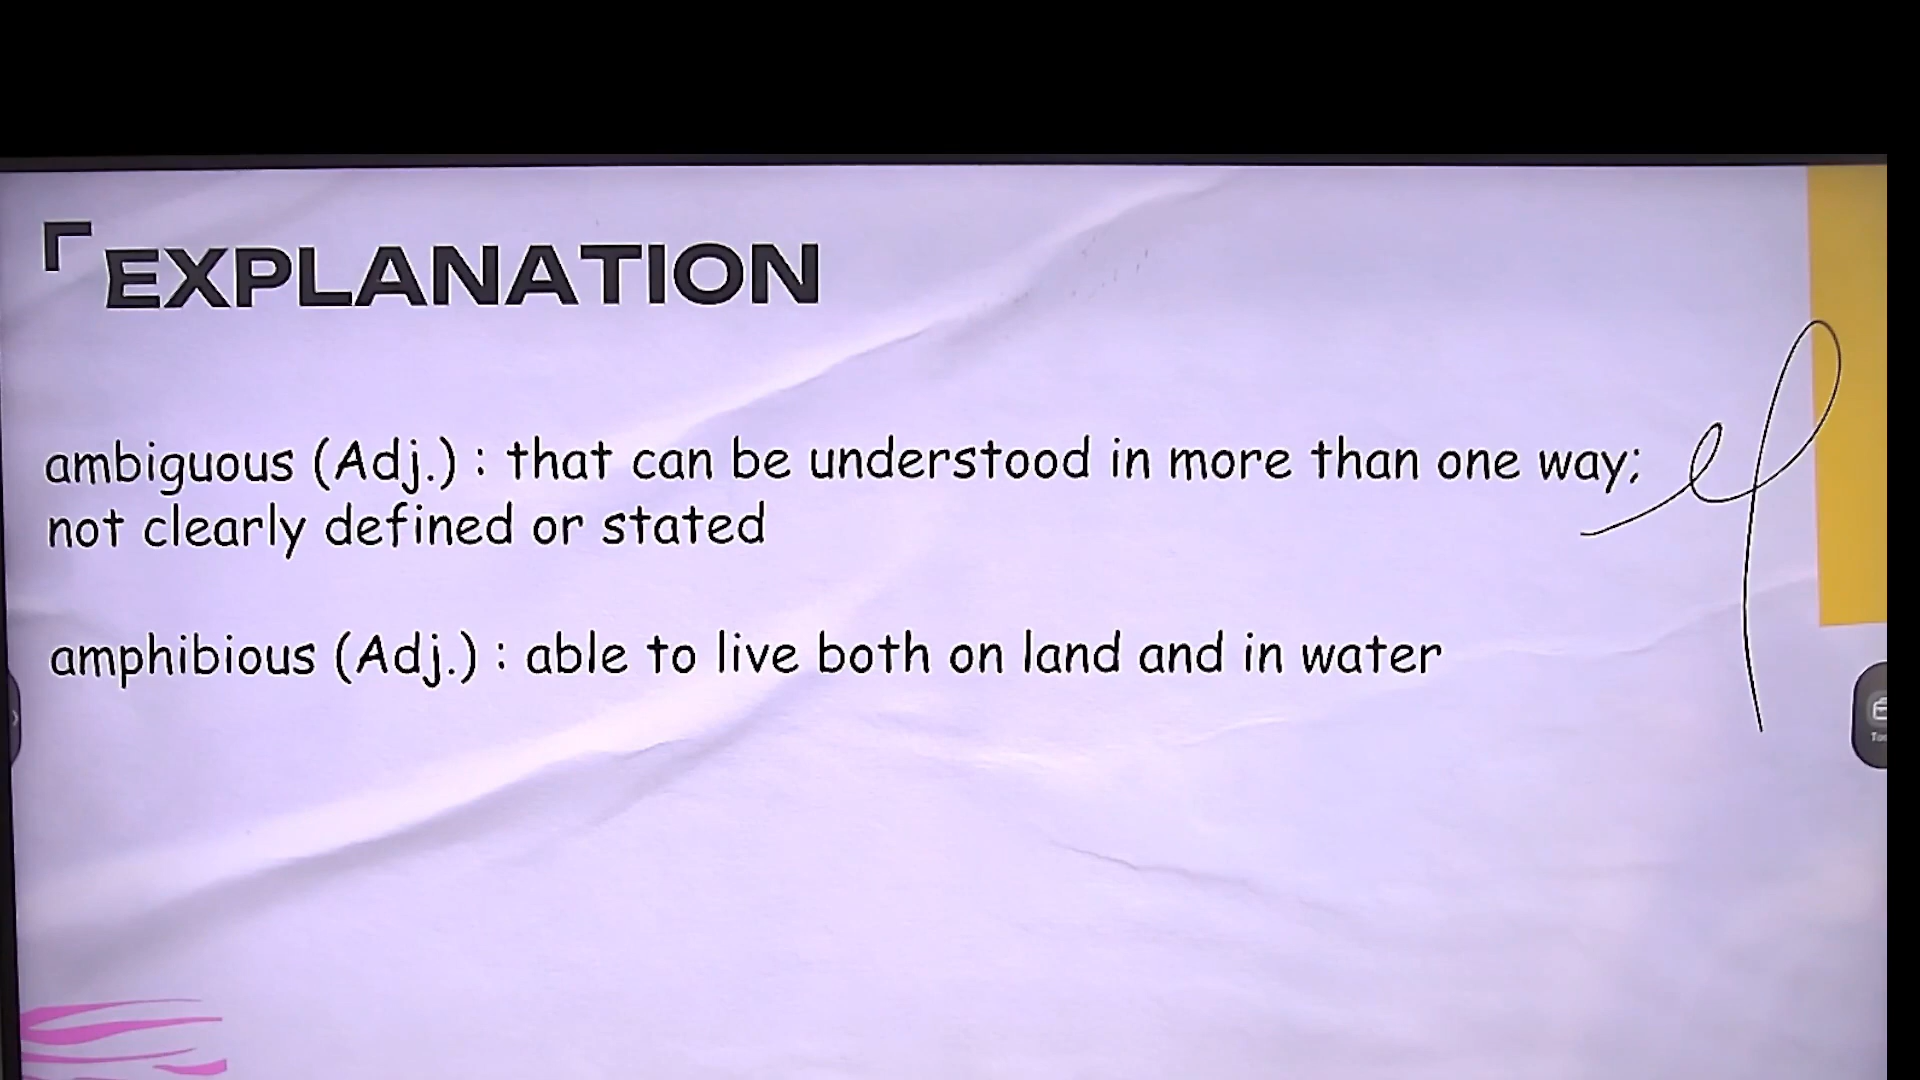 EXPLANATION
ambiguous (Adj.) : that can be understood in more than one way;
not clearly defined or stated
amphibious (Adj.) : able to live both on land and in water